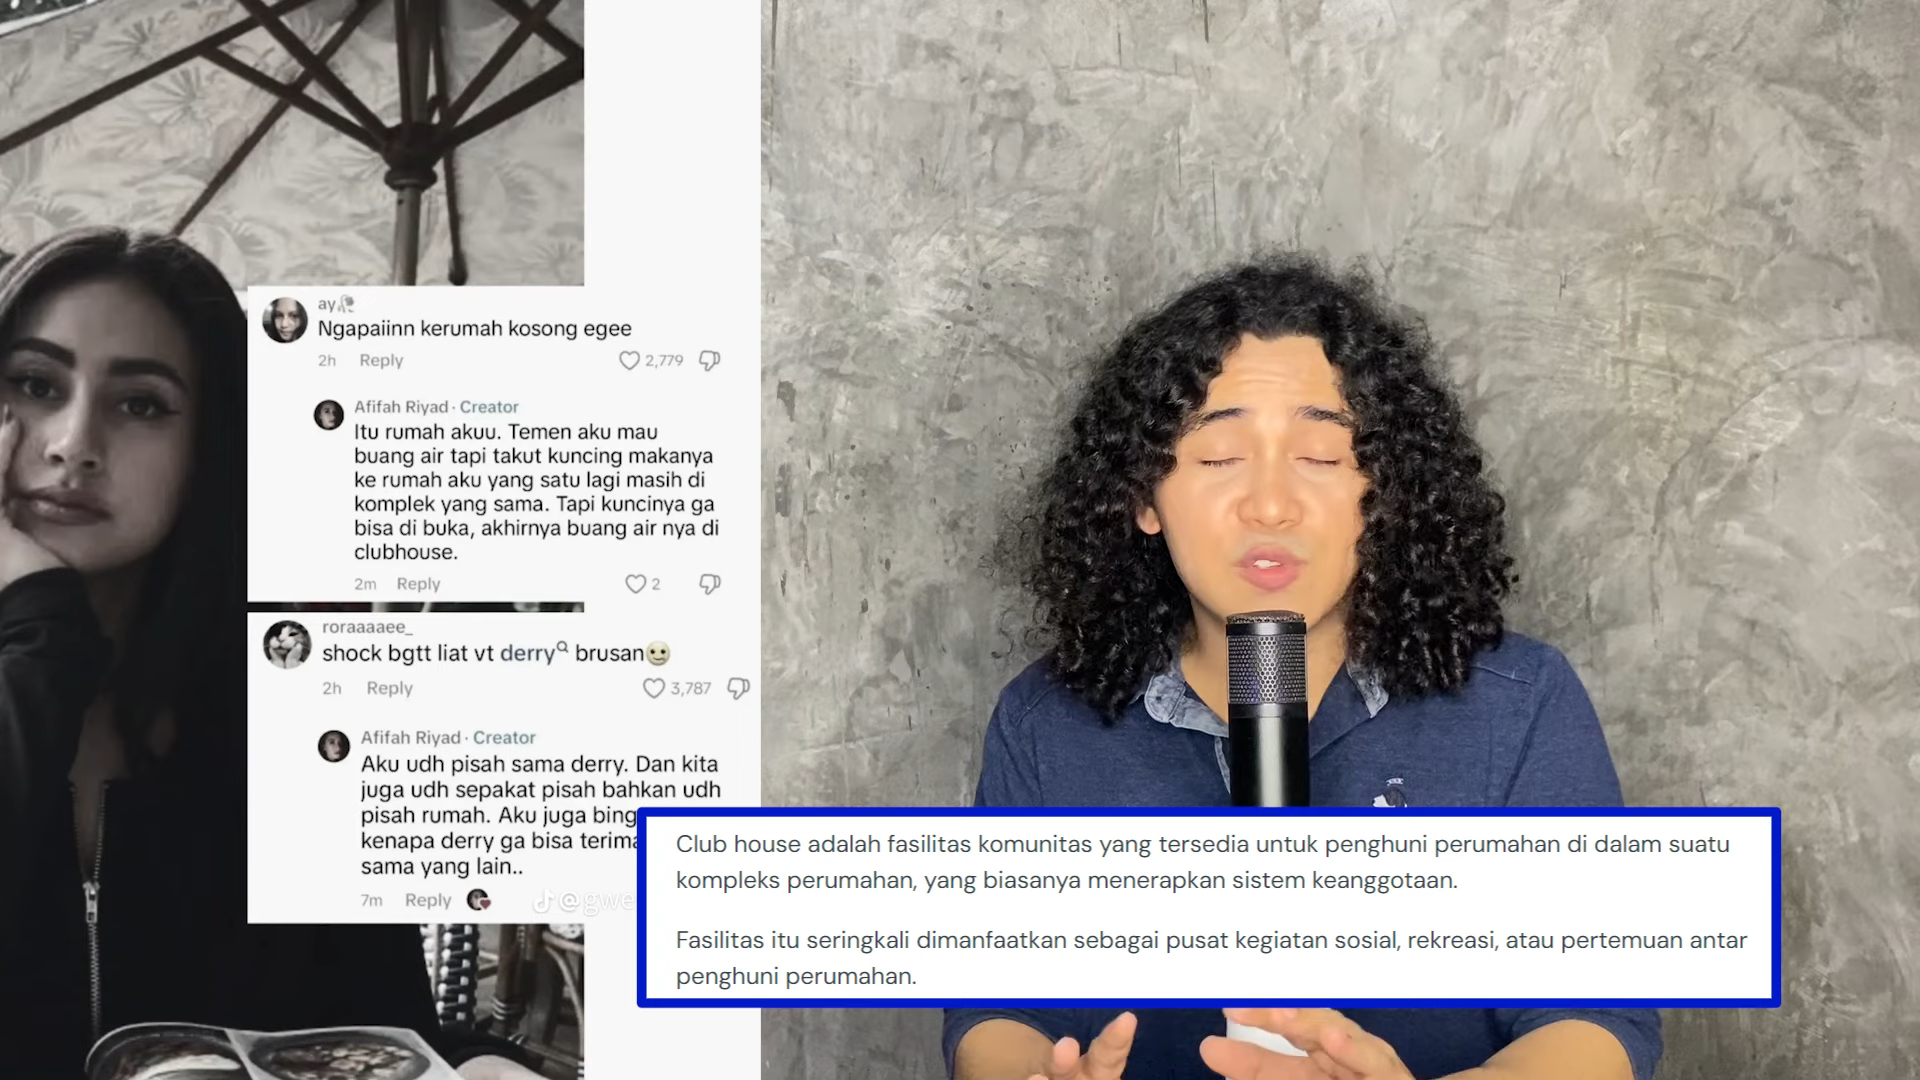 ay
Ngapaiinn kerumah kosong egee
2h Reply 2,779
Afifah Riyad · Creator
Itu rumah akuu. Temen aku mau
buang air tapi takut kuncing makanya
ke rumah aku yang satu lagi masih di
komplek yang sama. Tapi kuncinya ga
bisa di buka, akhirnya buang air nya di
clubhouse.
2m Reply 2
roraaaaee_
shock bgtt liat vt derry brusan
2h Reply 3,787
Afifah Riyad · Creator
Aku udh pisah sama derry. Dan kita
juga udh sepakat pisah bahkan udh
pisah rumah. Aku juga
kenapa derry ga bisa
sama yang lain..
7m Reply
Club house adalah fasilitas komunitas yang tersedia untuk penghuni perumahan di dalam suatu
kompleks perumahan, yang biasanya menerapkan sistem keanggotaan.
Fasilitas itu seringkali dimanfaatkan sebagai pusat kegiatan sosial, rekreasi, atau pertemuan antar
penghuni perumahan.